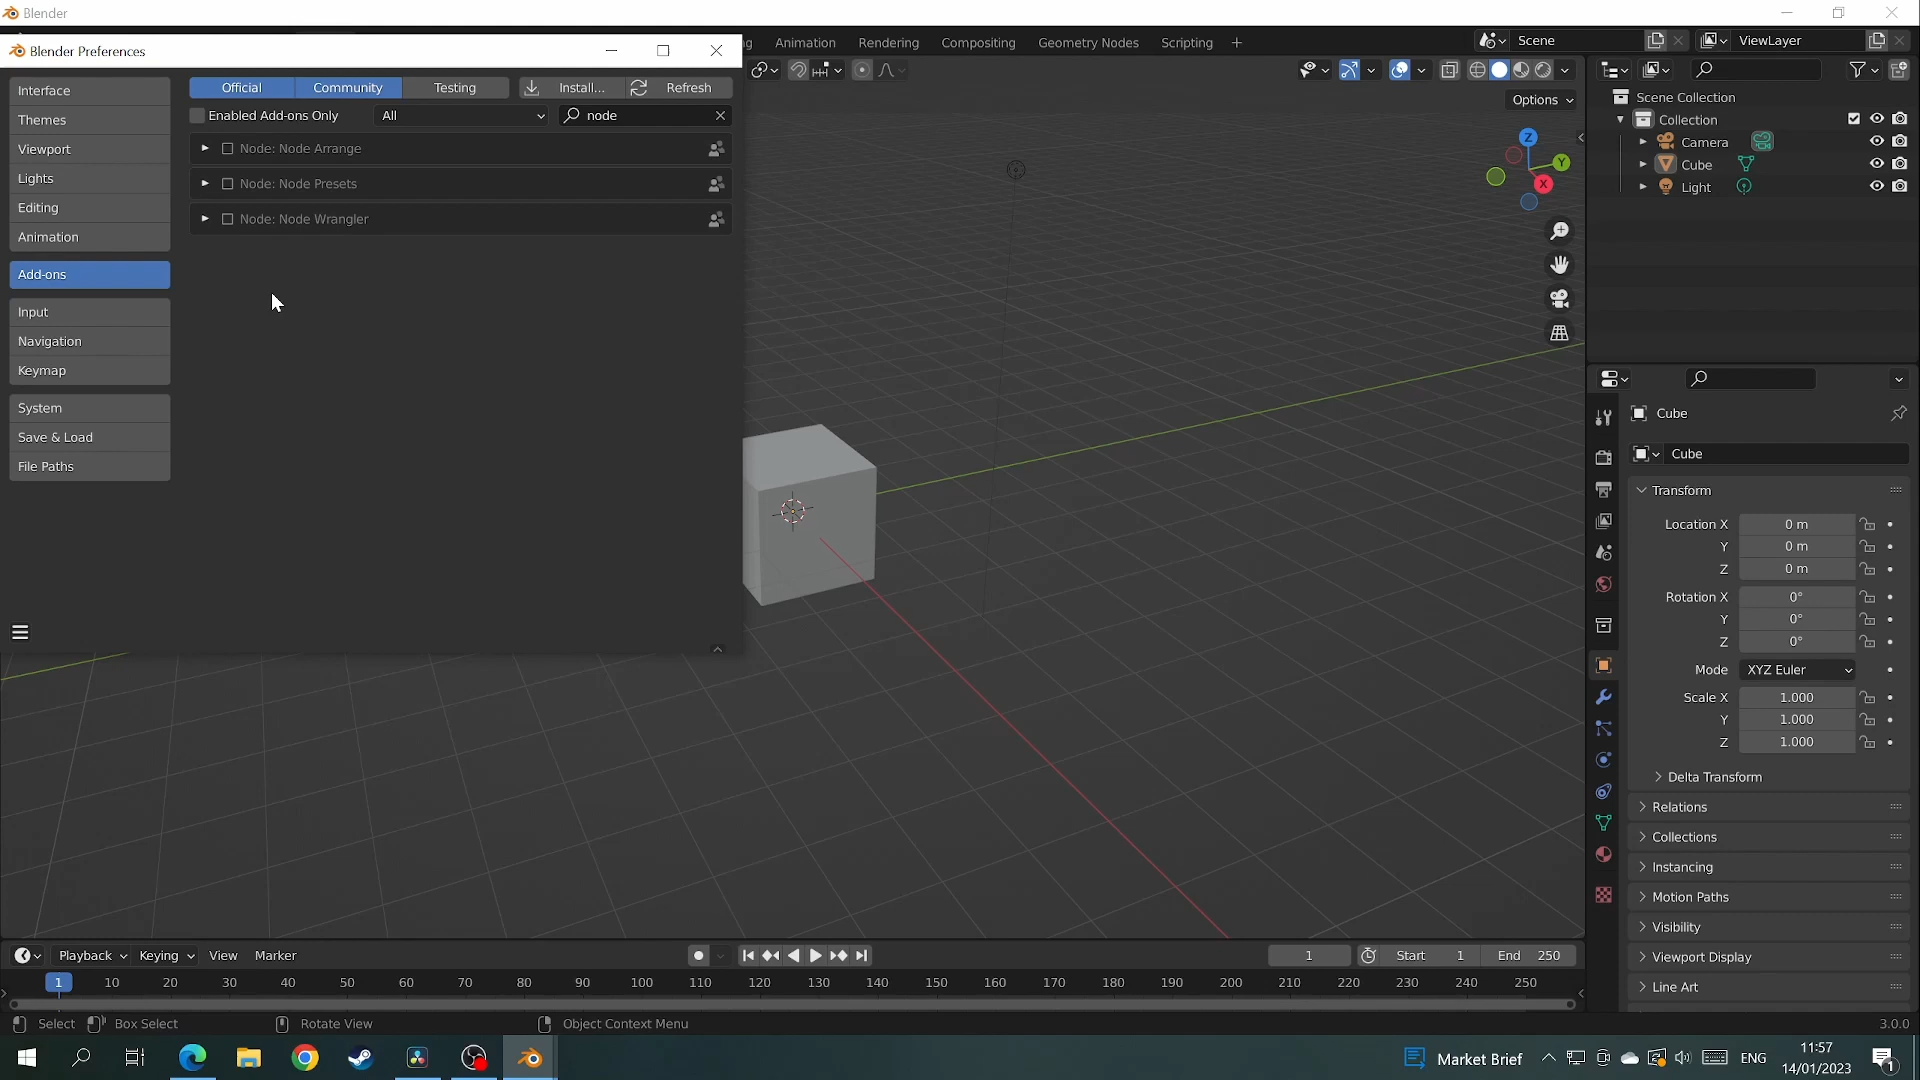 Blender
Blender Preferences
ng Animation Rendering Compositing Geometry Nodes Scripting + Scene ViewLayer
Interface
Themes
Viewport
Lights
Editing
Animation
Add-ons
Input
Navigation
Keymap
System
Save & Load
File Paths
Official Community Testing Install... Refresh
Enabled Add-ons Only All node
Node: Node Arrange
Node: Node Presets
Node: Node Wrangler
Options
Z
Y
X
Scene Collection
Collection
Camera
Cube
Light
Cube
Cube
Transform
Location X 0 m
Y 0 m
Z 0 m
Rotation X 0°
Y 0°
Z 0°
Mode XYZ Euler
Scale X 1.000
Y 1.000
Z 1.000
Delta Transform
Relations
Collections
Instancing
Motion Paths
Visibility
Viewport Display
Line Art
Playback Keying View Marker 1 Start 1 End 250
1 10 20 30 40 50 60 70 80 90 100 110 120 130 140 150 160 170 180 190 200 210 220 230 240 250
Select Box Select Rotate View Object Context Menu 3.0.0
Market Brief ENG 11:57
14/01/2023
1